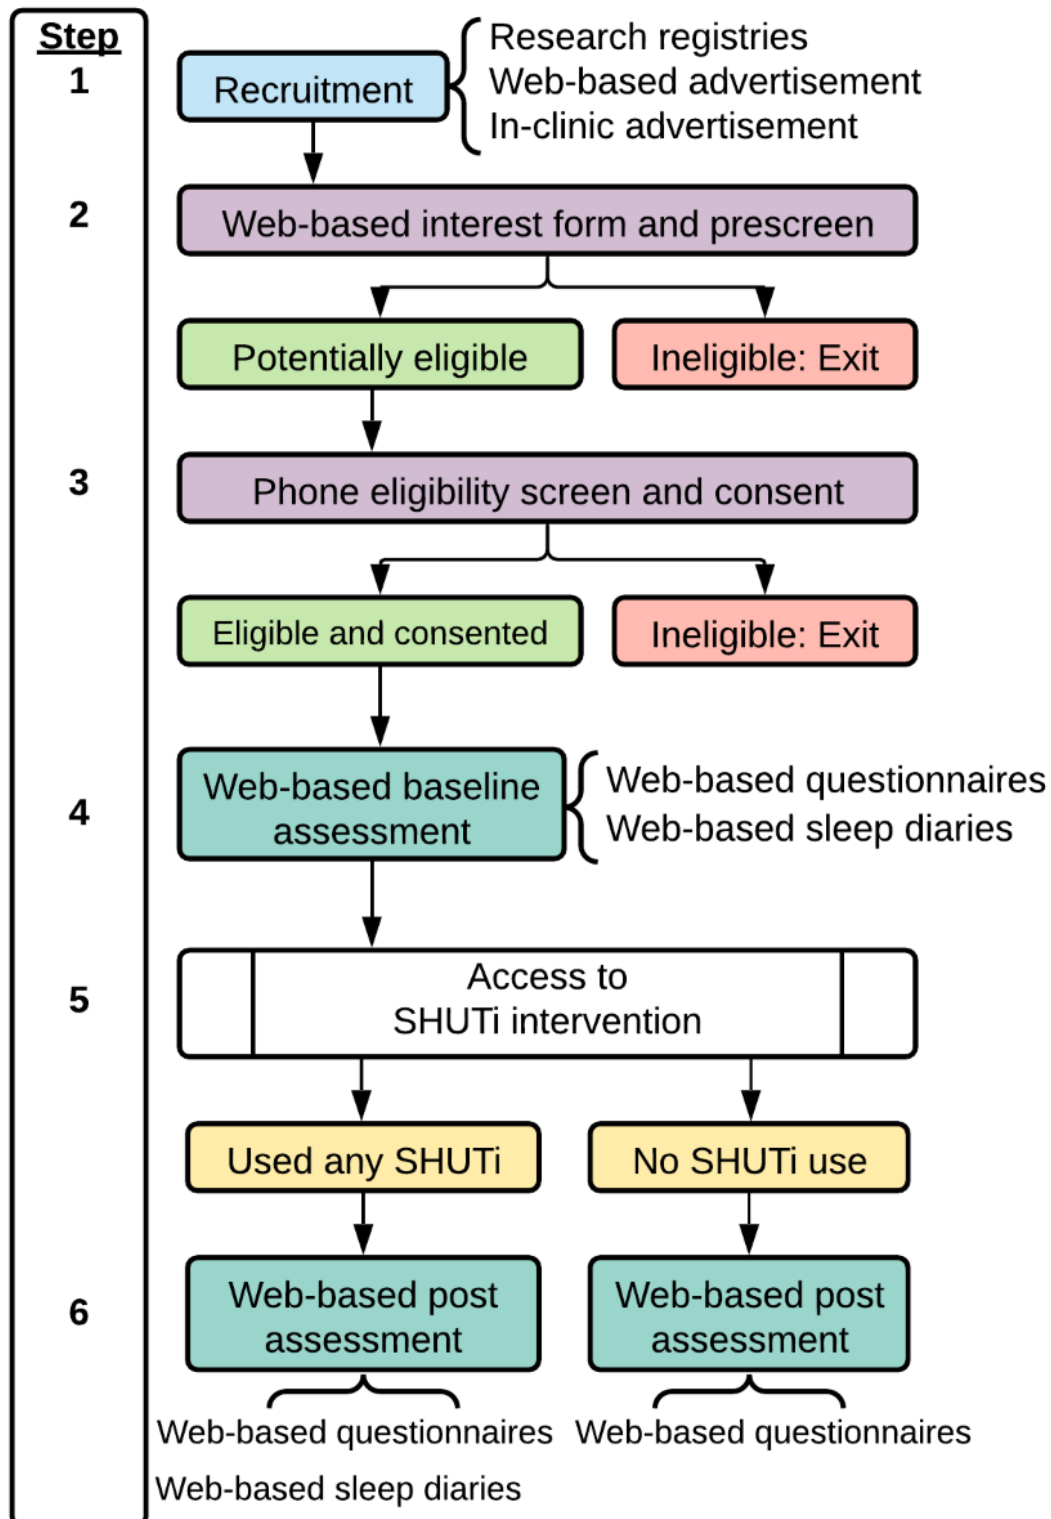 Step
1
Recruitment
Research registries
Web-based advertisement
In-clinic advertisement
2
Web-based interest form and prescreen
Potentially eligible
Ineligible: Exit
3
Phone eligibility screen and consent
Eligible and consented
Ineligible: Exit
4
Web-based baseline
assessment
Web-based questionnaires
Web-based sleep diaries
5
Access to
SHUTi intervention
Used any SHUTi
No SHUTi use
6
Web-based post
assessment
Web-based post
assessment
Web-based questionnaires
Web-based sleep diaries
Web-based questionnaires